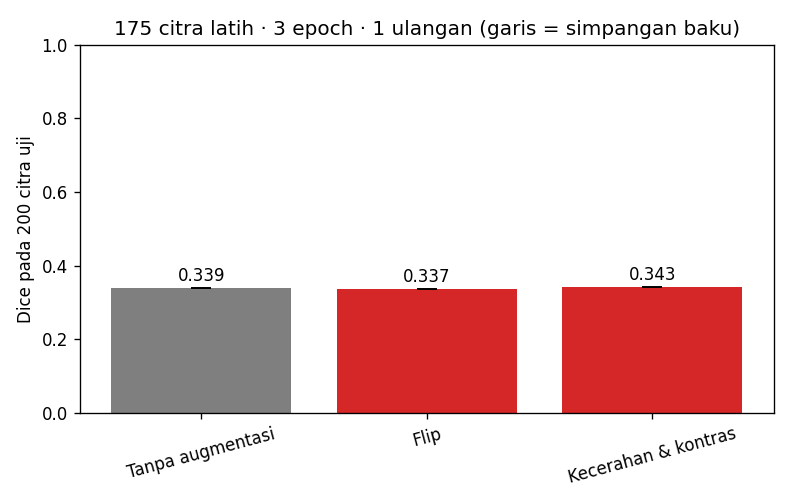 175 citra latih · 3 epoch · 1 ulangan (garis = simpangan baku)
Dice pada 200 citra uji
1.0
0.8
0.6
0.4
0.2
0.0
0.339
0.337
0.343
Tanpa augmentasi
Flip
Kecerahan & kontras